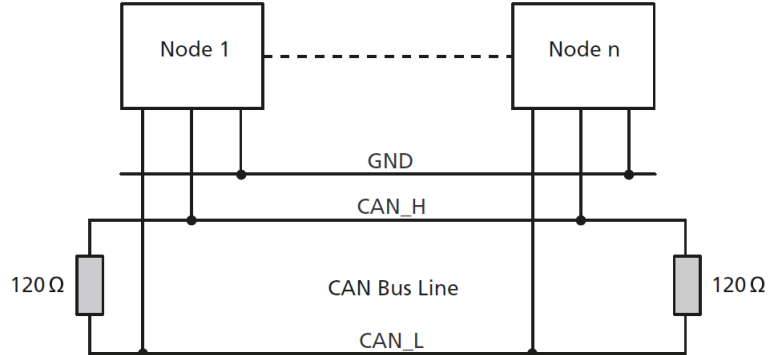 Node 1
Node n
GND
CAN_H
120 Ω
CAN Bus Line
120 Ω
CAN_L